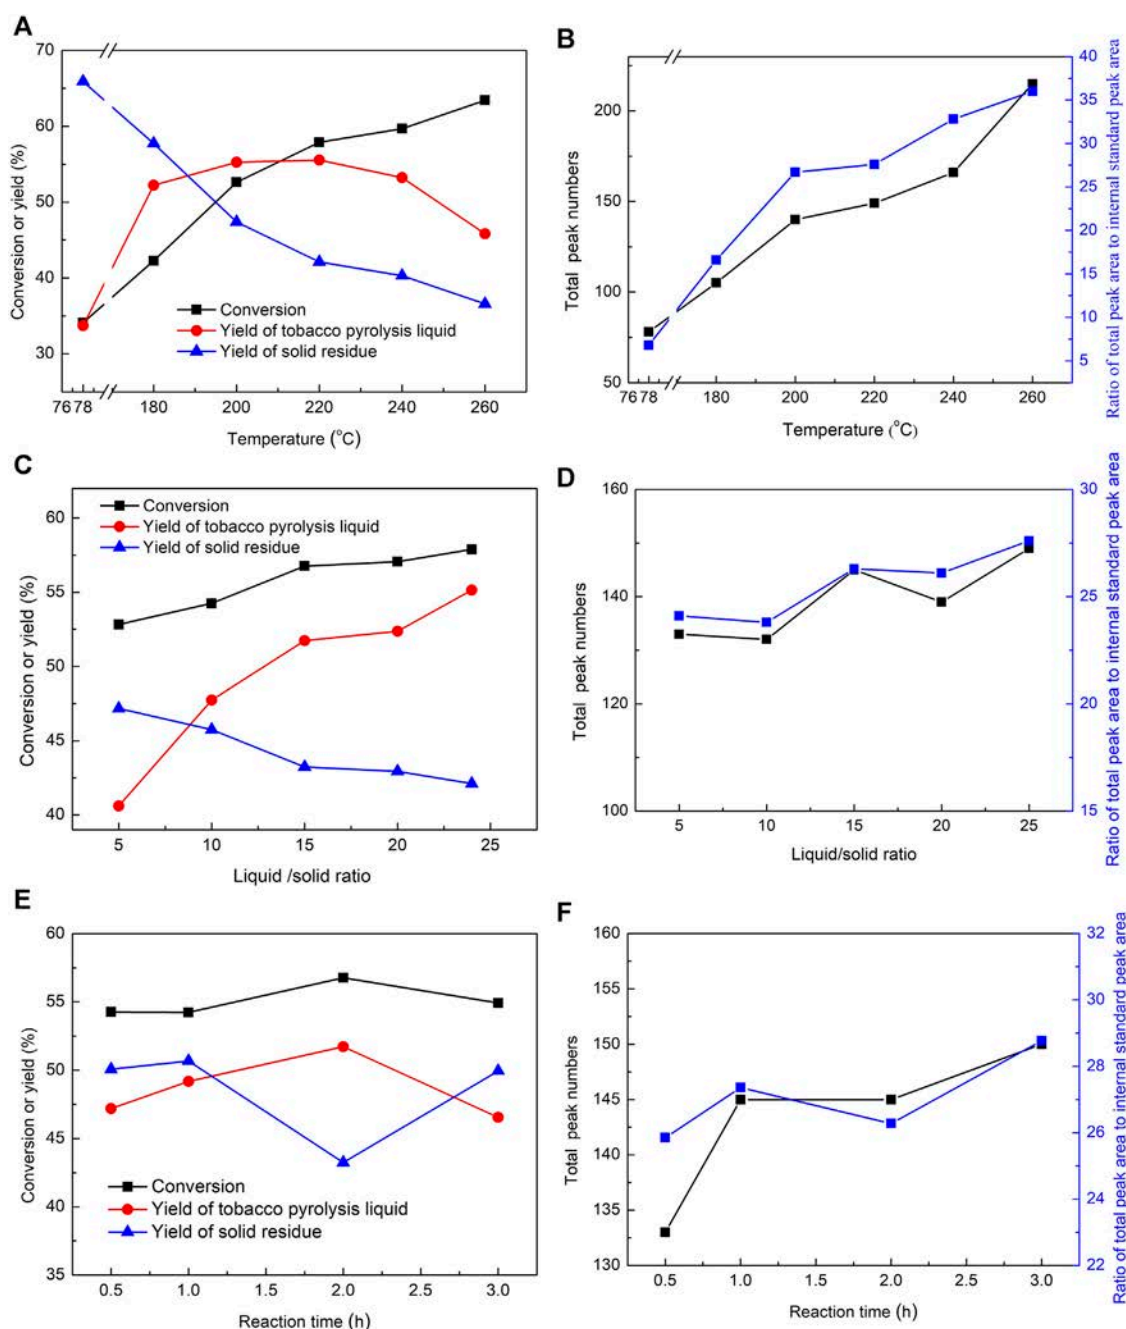 A
70
60
50
40
30
Conversion or yield (%)
Conversion
Yield of tobacco pyrolysis liquid
Yield of solid residue
76 78 180 200 220 240 260
Temperature (°C)
B
200
150
100
50
Total peak numbers
40
35
30
25
20
15
10
5
Ratio of total peak area to internal standard peak area
76 78 180 200 220 240 260
Temperature (°C)
C
60
55
50
45
40
Conversion or yield (%)
Conversion
Yield of tobacco pyrolysis liquid
Yield of solid residue
5 10 15 20 25
Liquid /solid ratio
D
160
140
120
100
Total peak numbers
30
25
20
15
Ratio of total peak area to internal standard peak area
5 10 15 20 25
Liquid/solid ratio
E
60
55
50
45
40
35
Conversion or yield (%)
Conversion
Yield of tobacco pyrolysis liquid
Yield of solid residue
0.5 1.0 1.5 2.0 2.5 3.0
Reaction time (h)
F
160
155
150
145
140
135
130
Total peak numbers
32
30
28
26
24
22
Ratio of total peak area to internal standard peak area
0.5 1.0 1.5 2.0 2.5 3.0
Reaction time (h)